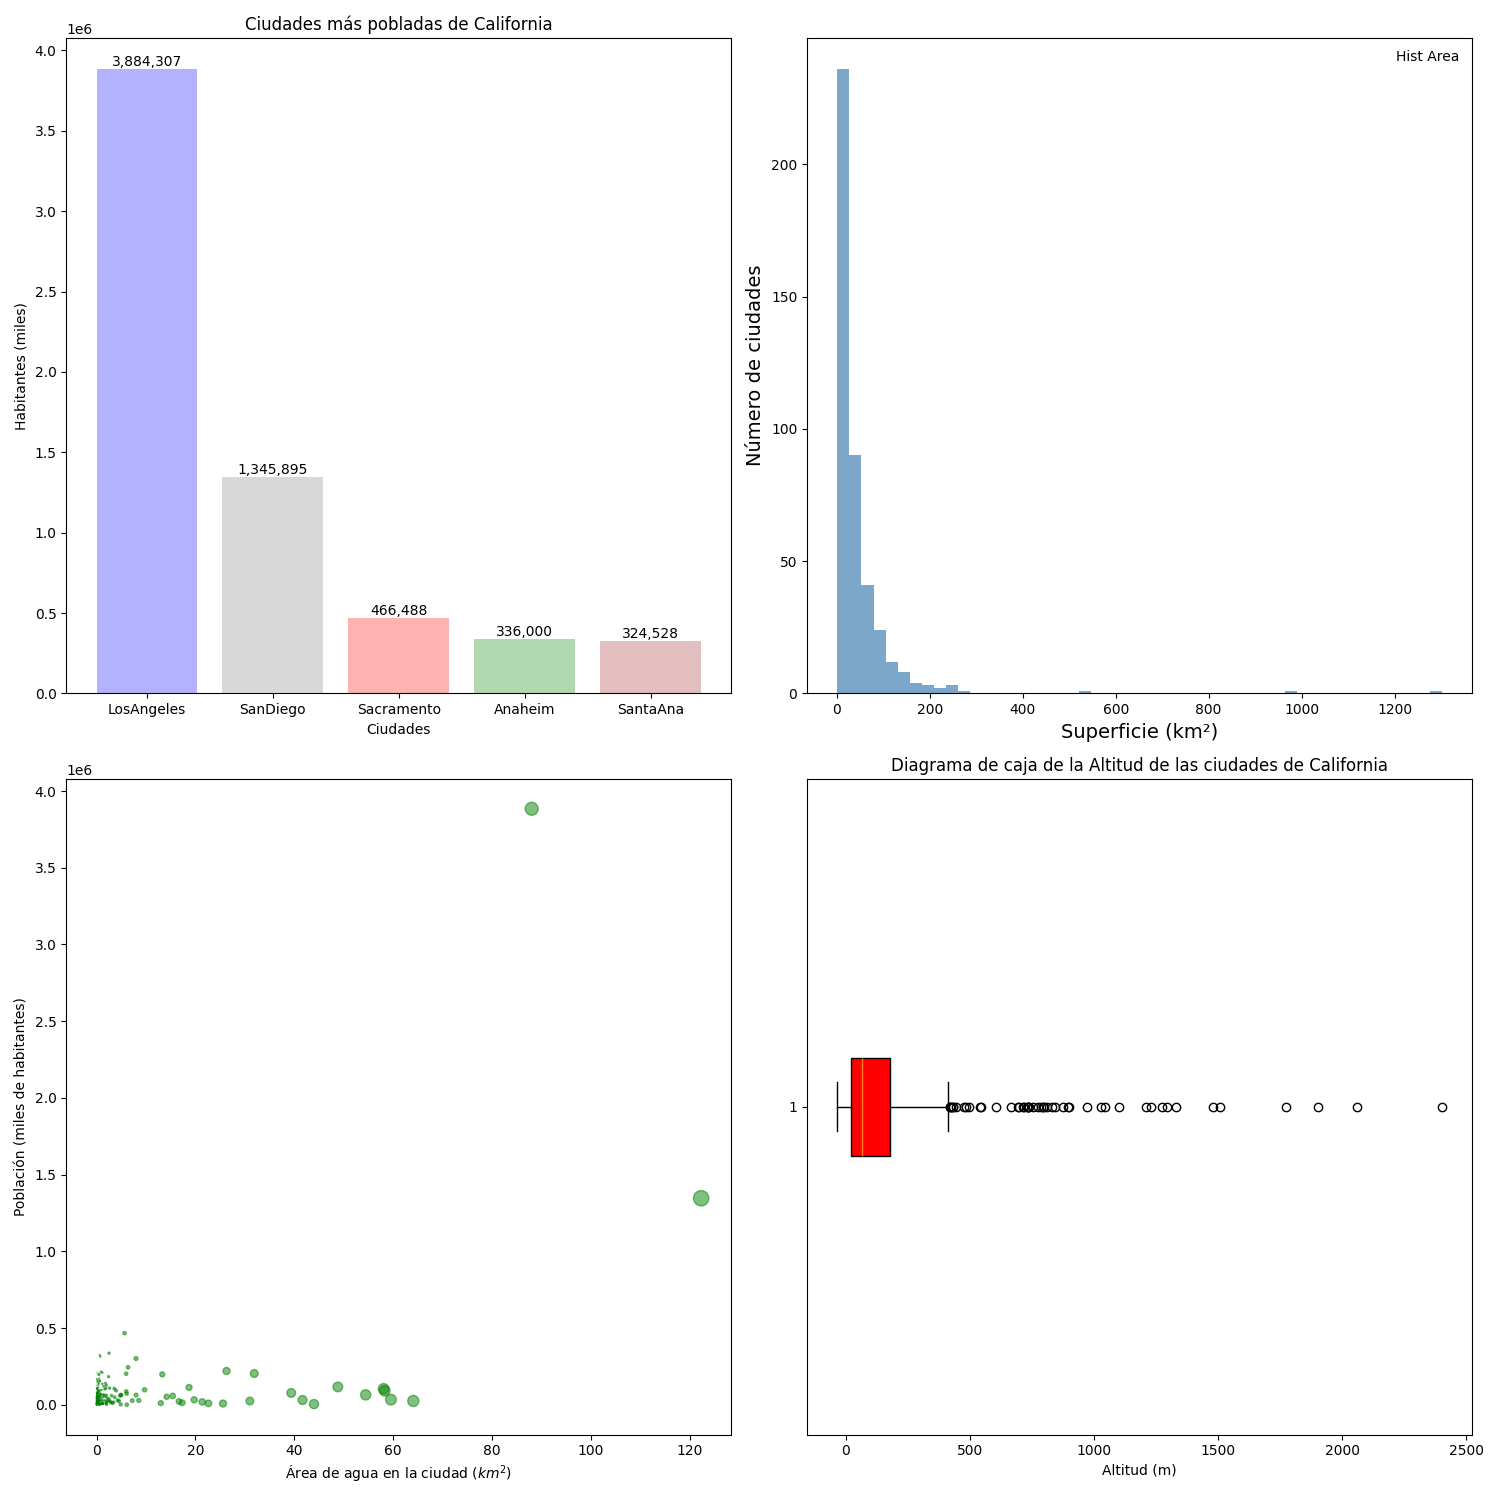 Ciudades más pobladas de California
1e6
4.0
3.5
3.0
2.5
2.0
1.5
1.0
0.5
0.0
Habitantes (miles)
3,884,307
1,345,895
466,488
336,000
324,528
LosAngeles SanDiego Sacramento Anaheim SantaAna
Ciudades
Hist Area
200
150
100
50
0
Número de ciudades
0 200 400 600 800 1000 1200
Superficie (km²)
1e6
4.0
3.5
3.0
2.5
2.0
1.5
1.0
0.5
0.0
Población (miles de habitantes)
0 20 40 60 80 100 120
Área de agua en la ciudad (km²)
Diagrama de caja de la Altitud de las ciudades de California
1
0 500 1000 1500 2000 2500
Altitud (m)